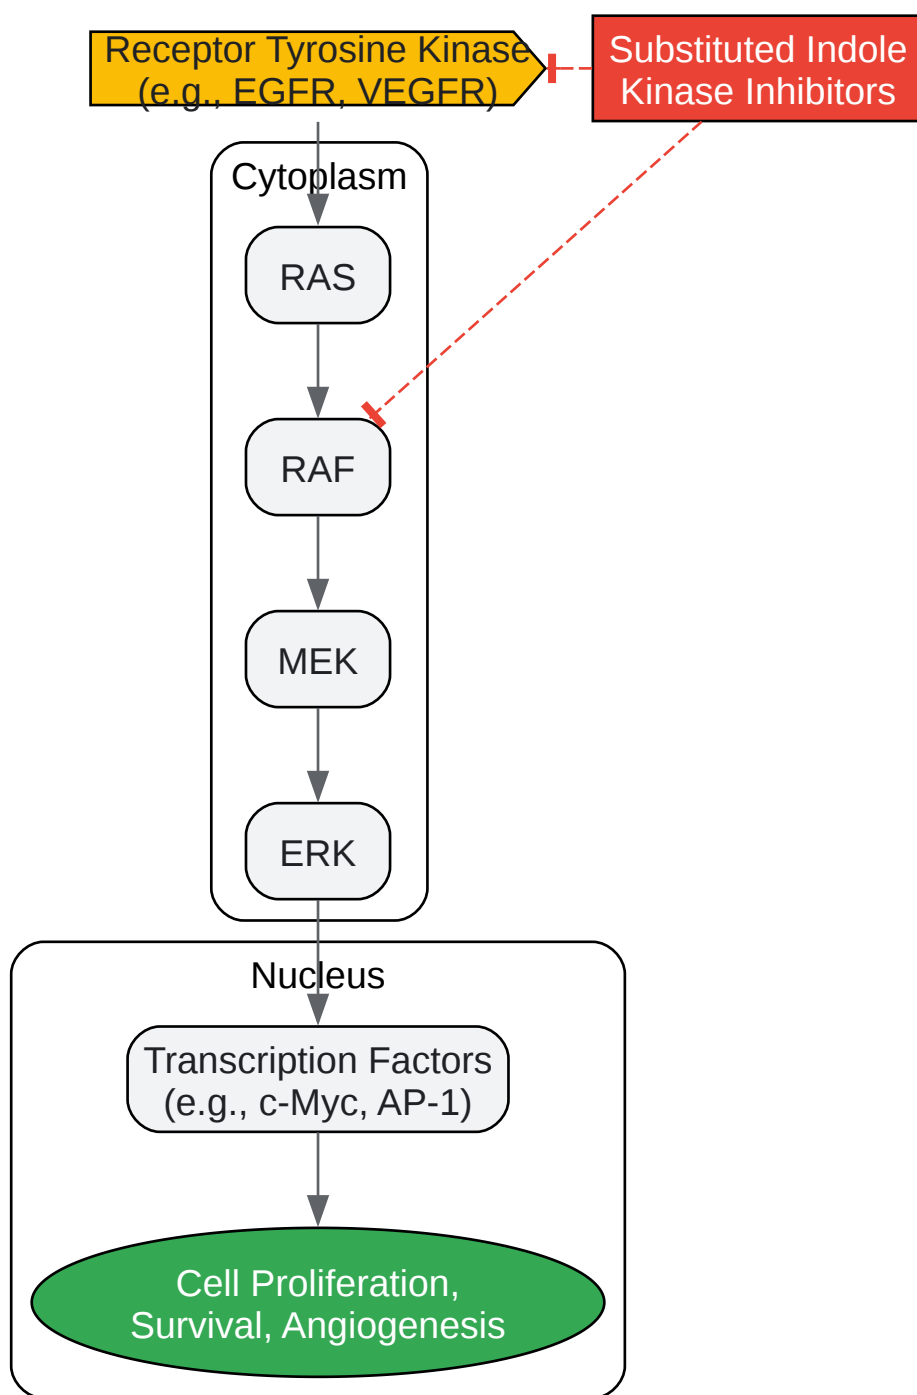 Receptor Tyrosine Kinase
(e.g., EGFR, VEGFR)
Substituted Indole
Kinase Inhibitors
Cytoplasm
RAS
RAF
MEK
ERK
Nucleus
Transcription Factors
(e.g., c-Myc, AP-1)
Cell Proliferation,
Survival, Angiogenesis